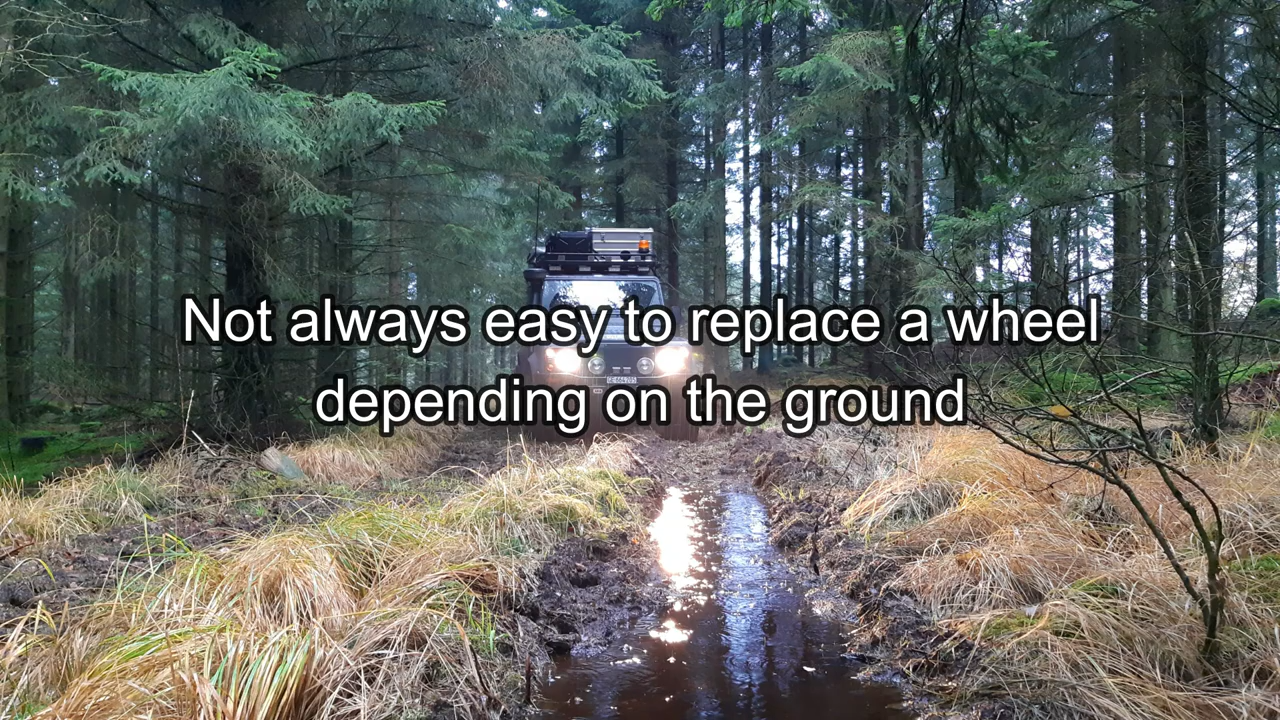 Not always easy to replace a wheel
depending on the ground